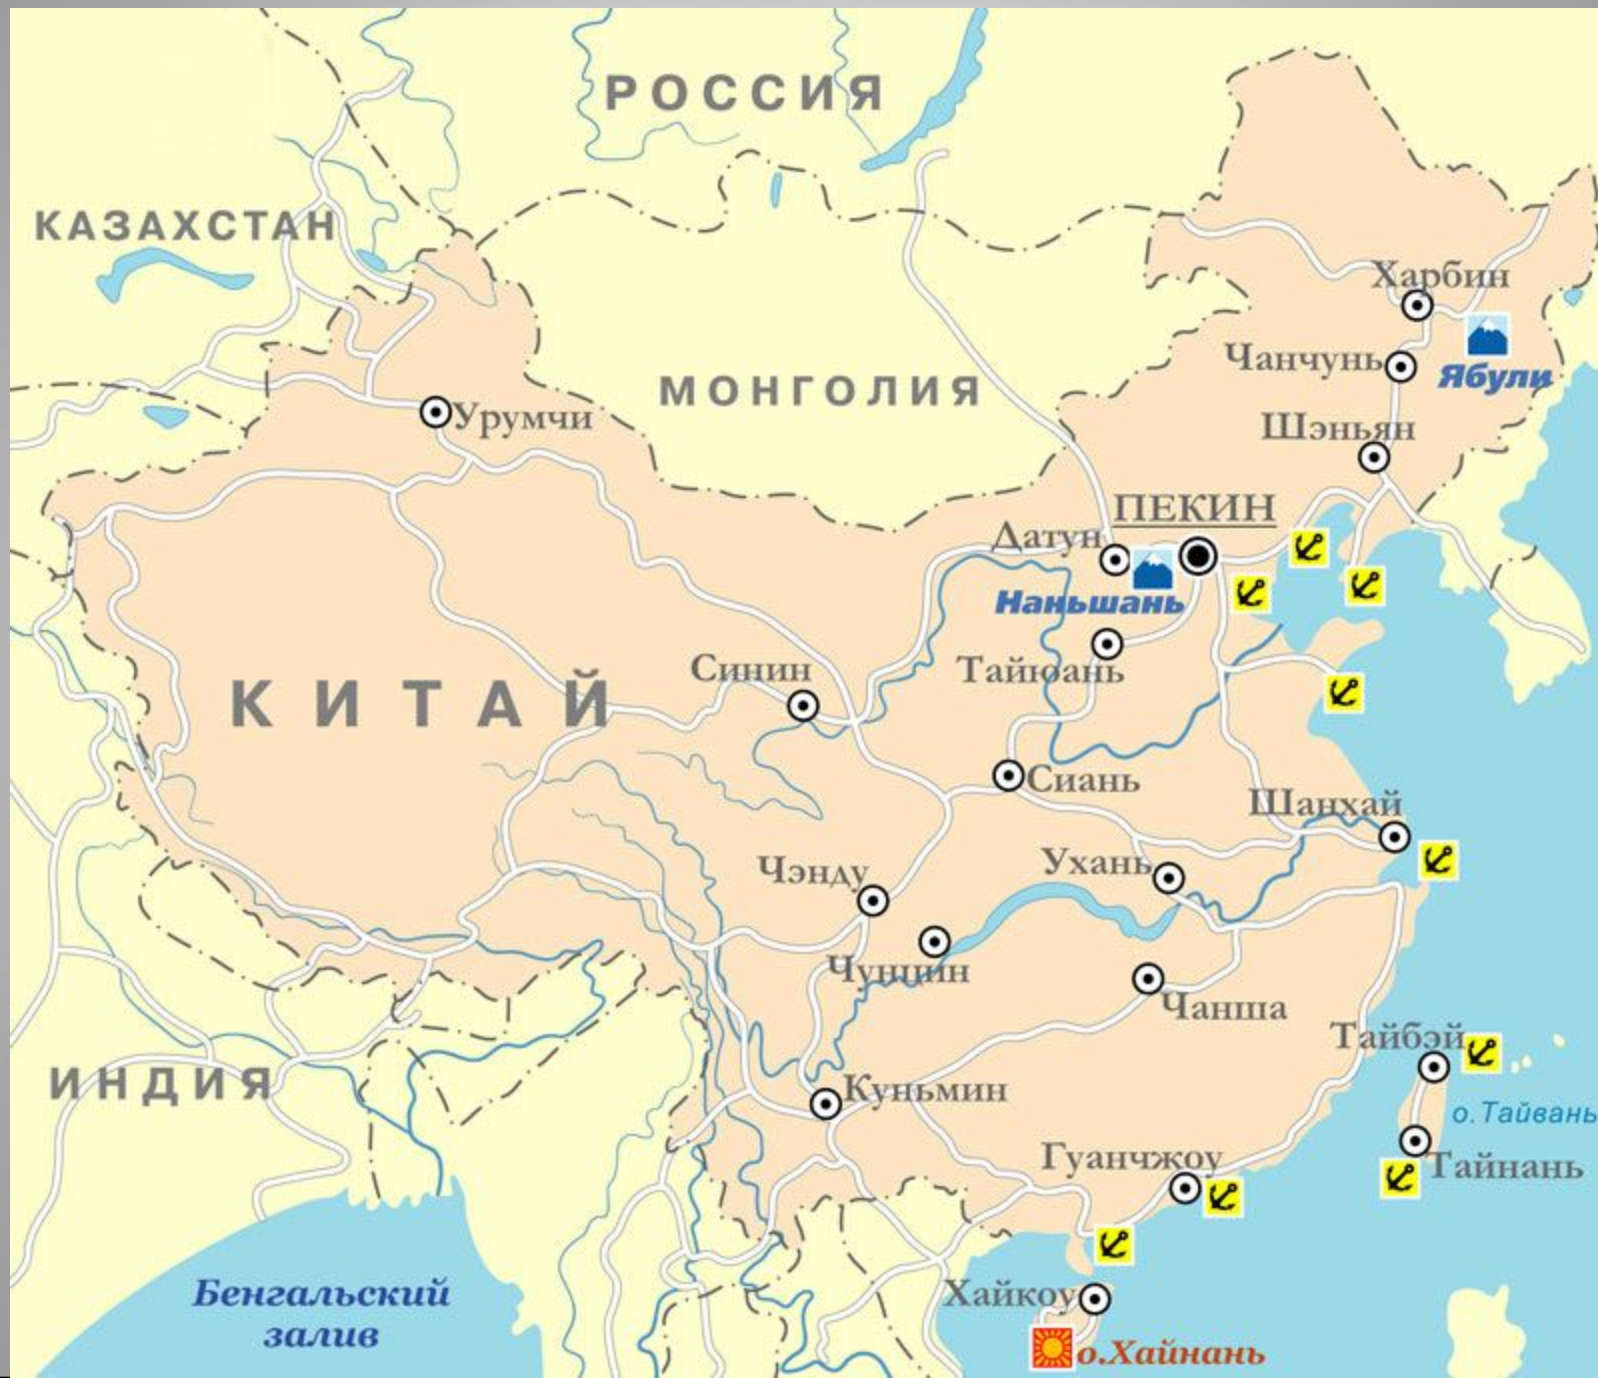 РОССИЯ
КАЗАХСТАН
Харбин
Чанчунь
Ябули
МОНГОЛИЯ
Урумчи
Шэньян
ПЕКИН
Датун
Наньшань
Синин
Тайюань
КИТАЙ
Сиань
Шанхай
Ухань
Чэнду
Чунцин
Чанша
Тайбэй
ИНДИЯ
Куньмин
о.Тайвань
Гуанчжоу
Тайнань
Бенгальский
залив
Хайкоу
о.Хайнань